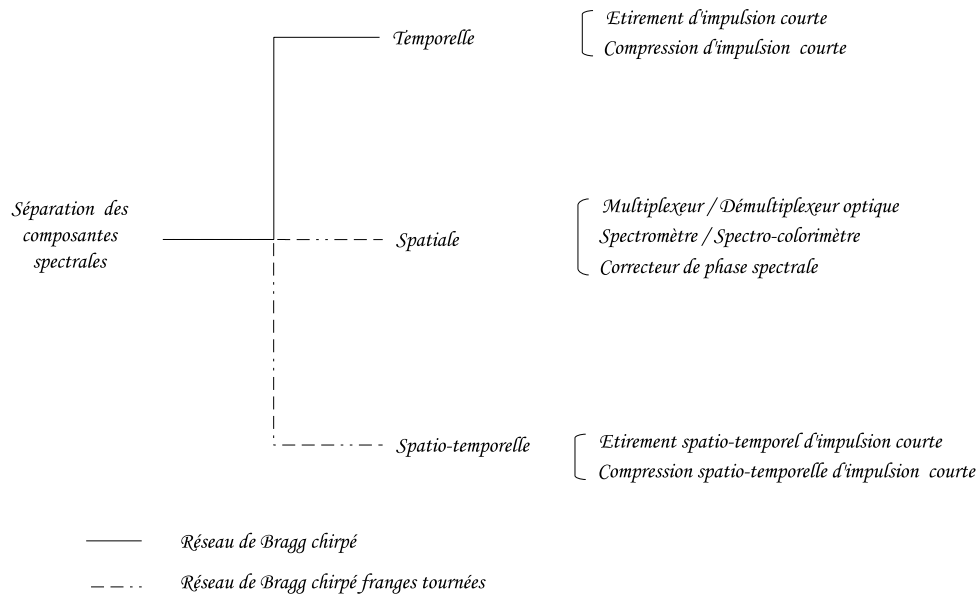 Temporelle
Etirement d'impulsion courte
Compression d'impulsion courte
Séparation des
composantes
spectrales
Spatiale
Multiplexeur / Démultiplexeur optique
Spectromètre / Spectro-colorimètre
Correcteur de phase spectrale
Spatio-temporelle
Etirement spatio-temporel d'impulsion courte
Compression spatio-temporelle d'impulsion courte
Réseau de Bragg chirpé
Réseau de Bragg chirpé franges tournées